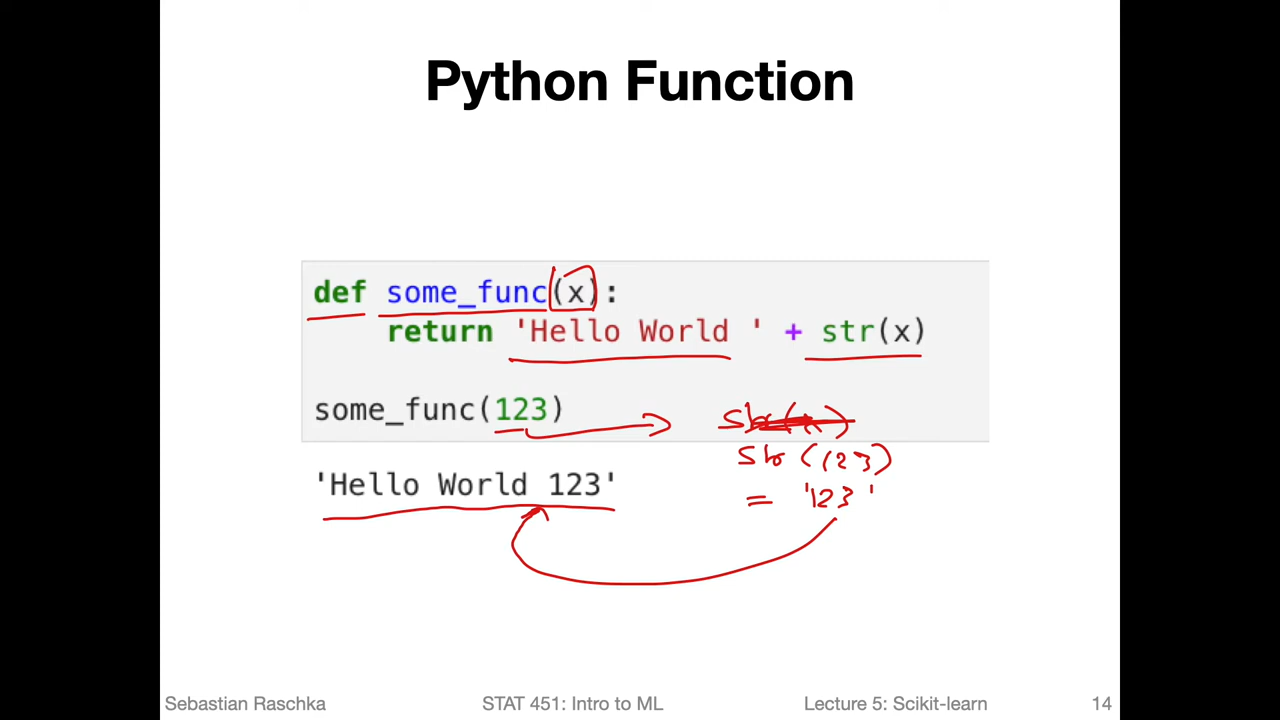 Python Function
def some_func(x):
return 'Hello World ' + str(x)
some_func(123)
str(x)
str(123)
= '123'
'Hello World 123'
Sebastian Raschka STAT 451: Intro to ML Lecture 5: Scikit-learn 14